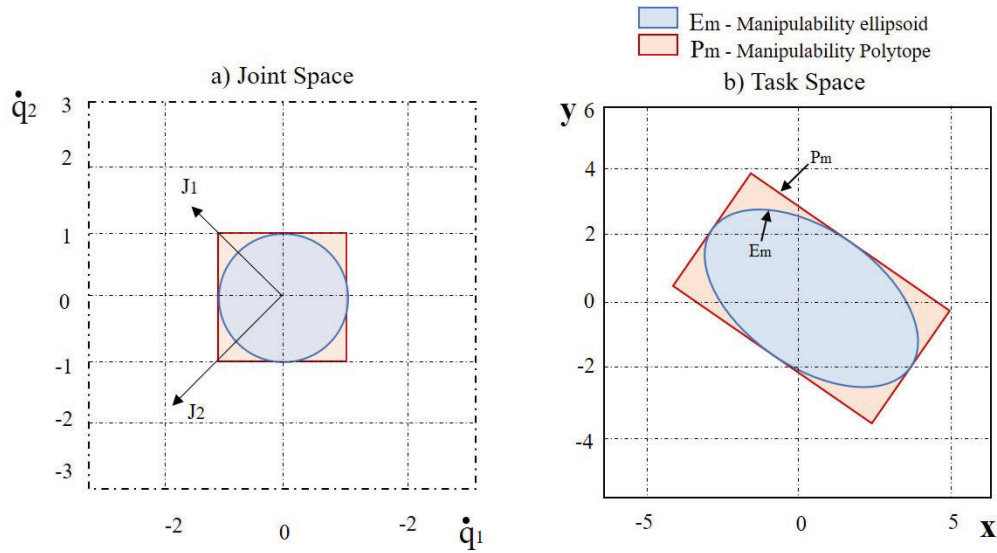 Em - Manipulability ellipsoid
Pm - Manipulability Polytope
a) Joint Space
b) Task Space
q̇2
3
2
1
0
-1
-2
-3
J1
J2
-2
0
-2
q̇1
y
6
4
2
0
-2
-4
Pm
Em
-5
0
5
x